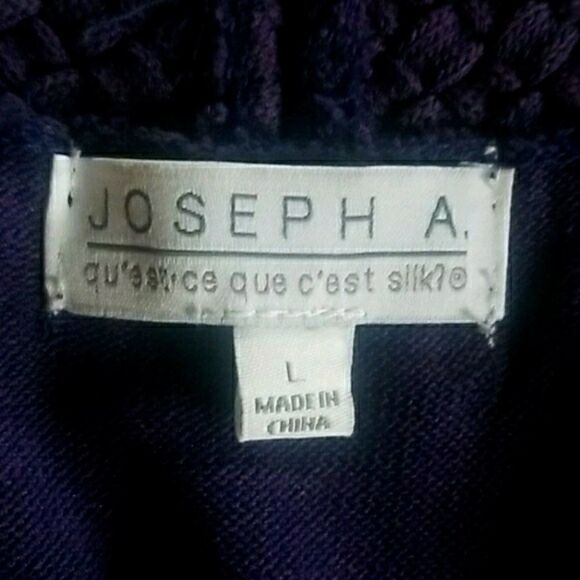 JOSEPH A.
qu'est-ce que c'est silk?®
L
MADE IN
CHINA